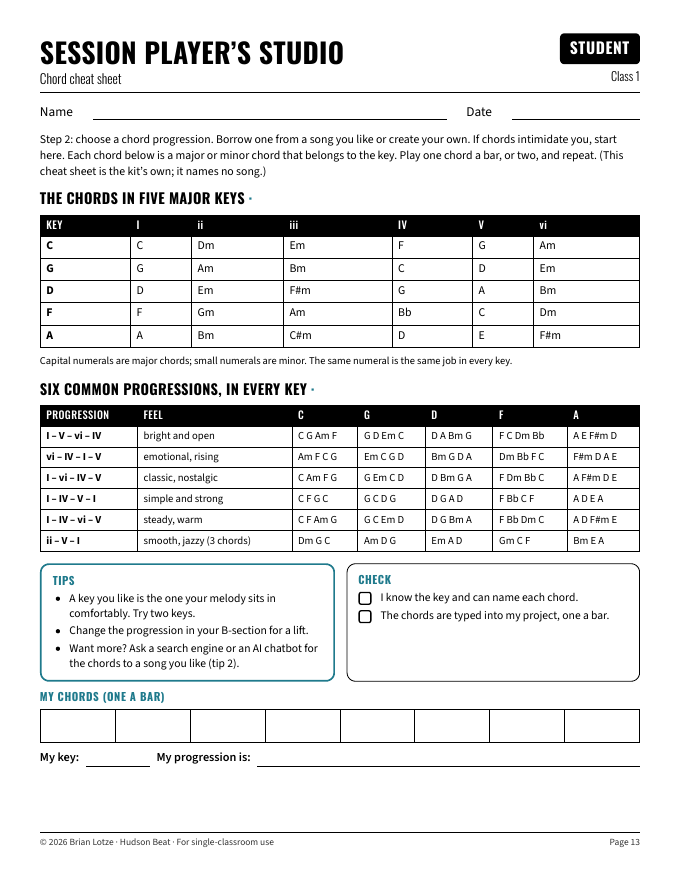 SESSION PLAYER’S STUDIO
STUDENT
Chord cheat sheet
Class 1
Name
Date
Step 2: choose a chord progression. Borrow one from a song you like or create your own. If chords intimidate you, start
here. Each chord below is a major or minor chord that belongs to the key. Play one chord a bar, or two, and repeat. (This
cheat sheet is the kit’s own; it names no song.)
THE CHORDS IN FIVE MAJOR KEYS ·
KEY I ii iii IV V vi
C C Dm Em F G Am
G G Am Bm C D Em
D D Em F#m G A Bm
F F Gm Am Bb C Dm
A A Bm C#m D E F#m
Capital numerals are major chords; small numerals are minor. The same numeral is the same job in every key.
SIX COMMON PROGRESSIONS, IN EVERY KEY ·
PROGRESSION FEEL C G D F A
I – V – vi – IV bright and open C G Am F G D Em C D A Bm G F C Dm Bb A E F#m D
vi – IV – I – V emotional, rising Am F C G Em C G D Bm G D A Dm Bb F C F#m D A E
I – vi – IV – V classic, nostalgic C Am F G G Em C D D Bm G A F Dm Bb C A F#m D E
I – IV – V – I simple and strong C F G C G C D G D G A D F Bb C F A D E A
I – IV – vi – V steady, warm C F Am G G C Em D D G Bm A F Bb Dm C A D F#m E
ii – V – I smooth, jazzy (3 chords) Dm G C Am D G Em A D Gm C F Bm E A
TIPS
• A key you like is the one your melody sits in
comfortably. Try two keys.
• Change the progression in your B-section for a lift.
• Want more? Ask a search engine or an AI chatbot for
the chords to a song you like (tip 2).
CHECK
I know the key and can name each chord.
The chords are typed into my project, one a bar.
MY CHORDS (ONE A BAR)
My key:
My progression is:
© 2026 Brian Lotze · Hudson Beat · For single-classroom use
Page 13